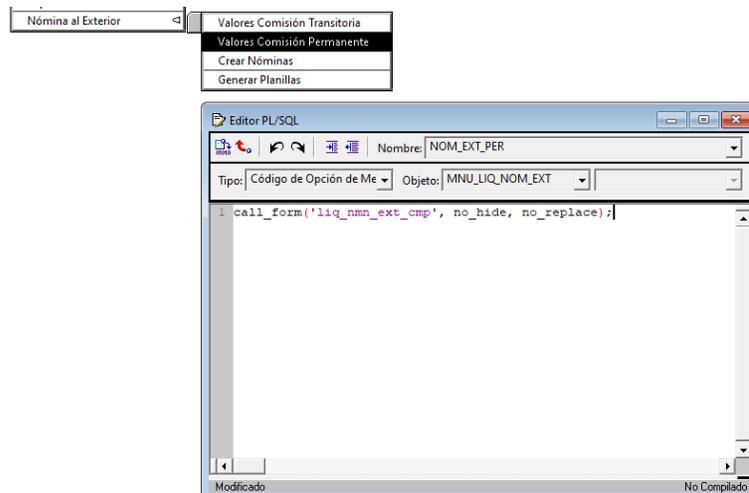 Nómina al Exterior
Valores Comisión Transitoria
Valores Comisión Permanente
Crear Nóminas
Generar Planillas
Editor PL/SQL
Nombre: NOM_EXT_PER
Tipo: Código de Opción de Me Objeto: MNU_LIQ_NOM_EXT
1 call_form('liq_nmn_ext_cmp', no_hide, no_replace);
Modificado No Compilado